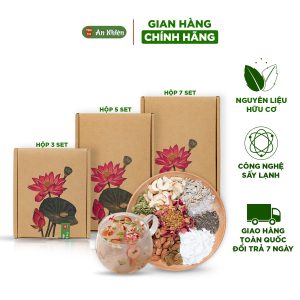 An Nhiên
GIAN HÀNG
CHÍNH HÃNG
HỘP 7 SET
HỘP 5 SET
HỘP 3 SET
NGUYÊN LIỆU
HỮU CƠ
CÔNG NGHỆ
SẤY LẠNH
GIAO HÀNG
TOÀN QUỐC
ĐỔI TRẢ 7 NGÀY